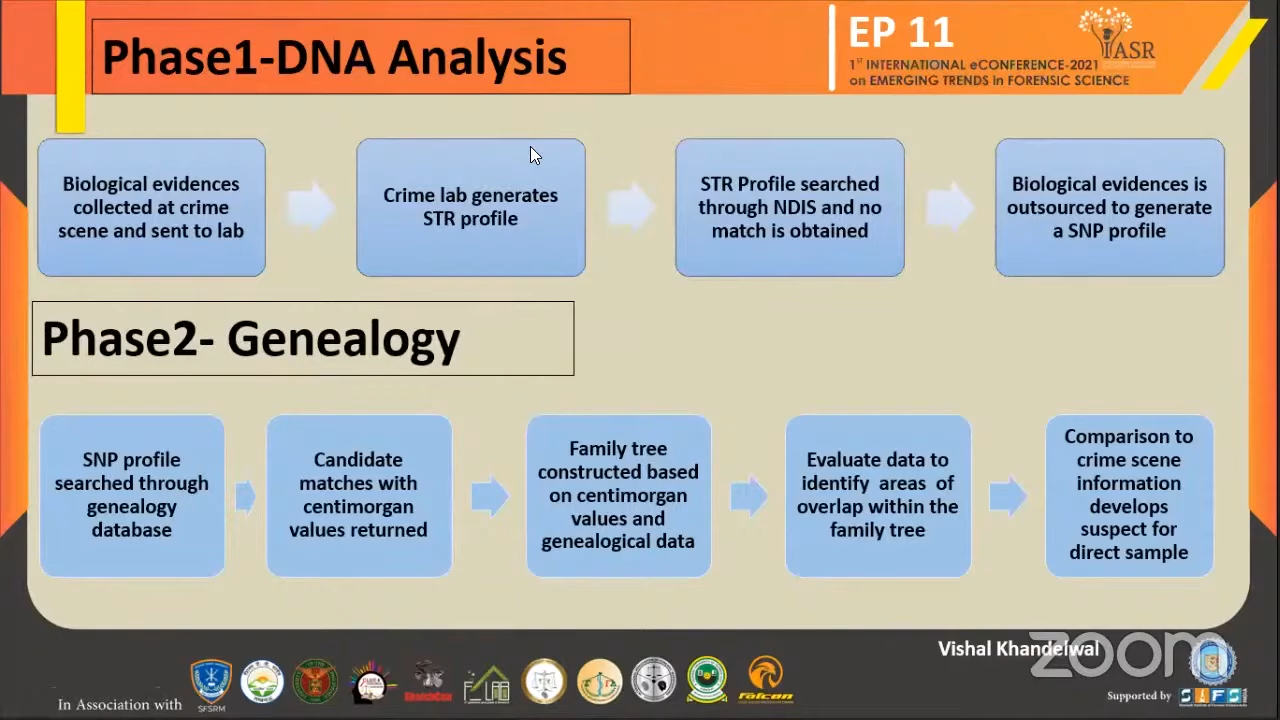 Phase1-DNA Analysis
EP 11
IASR
1ST INTERNATIONAL eCONFERENCE-2021
on EMERGING TRENDS in FORENSIC SCIENCE
Biological evidences
collected at crime
scene and sent to lab
Crime lab generates
STR profile
STR Profile searched
through NDIS and no
match is obtained
Biological evidences is
outsourced to generate
a SNP profile
Phase2- Genealogy
SNP profile
searched through
genealogy
database
Candidate
matches with
centimorgan
values returned
Family tree
constructed based
on centimorgan
values and
genealogical data
Evaluate data to
identify areas of
overlap within the
family tree
Comparison to
crime scene
information
develops
suspect for
direct sample
Vishal Khandelwal
zoom
In Association with
SFSRM
falcon
Supported by
SIFS